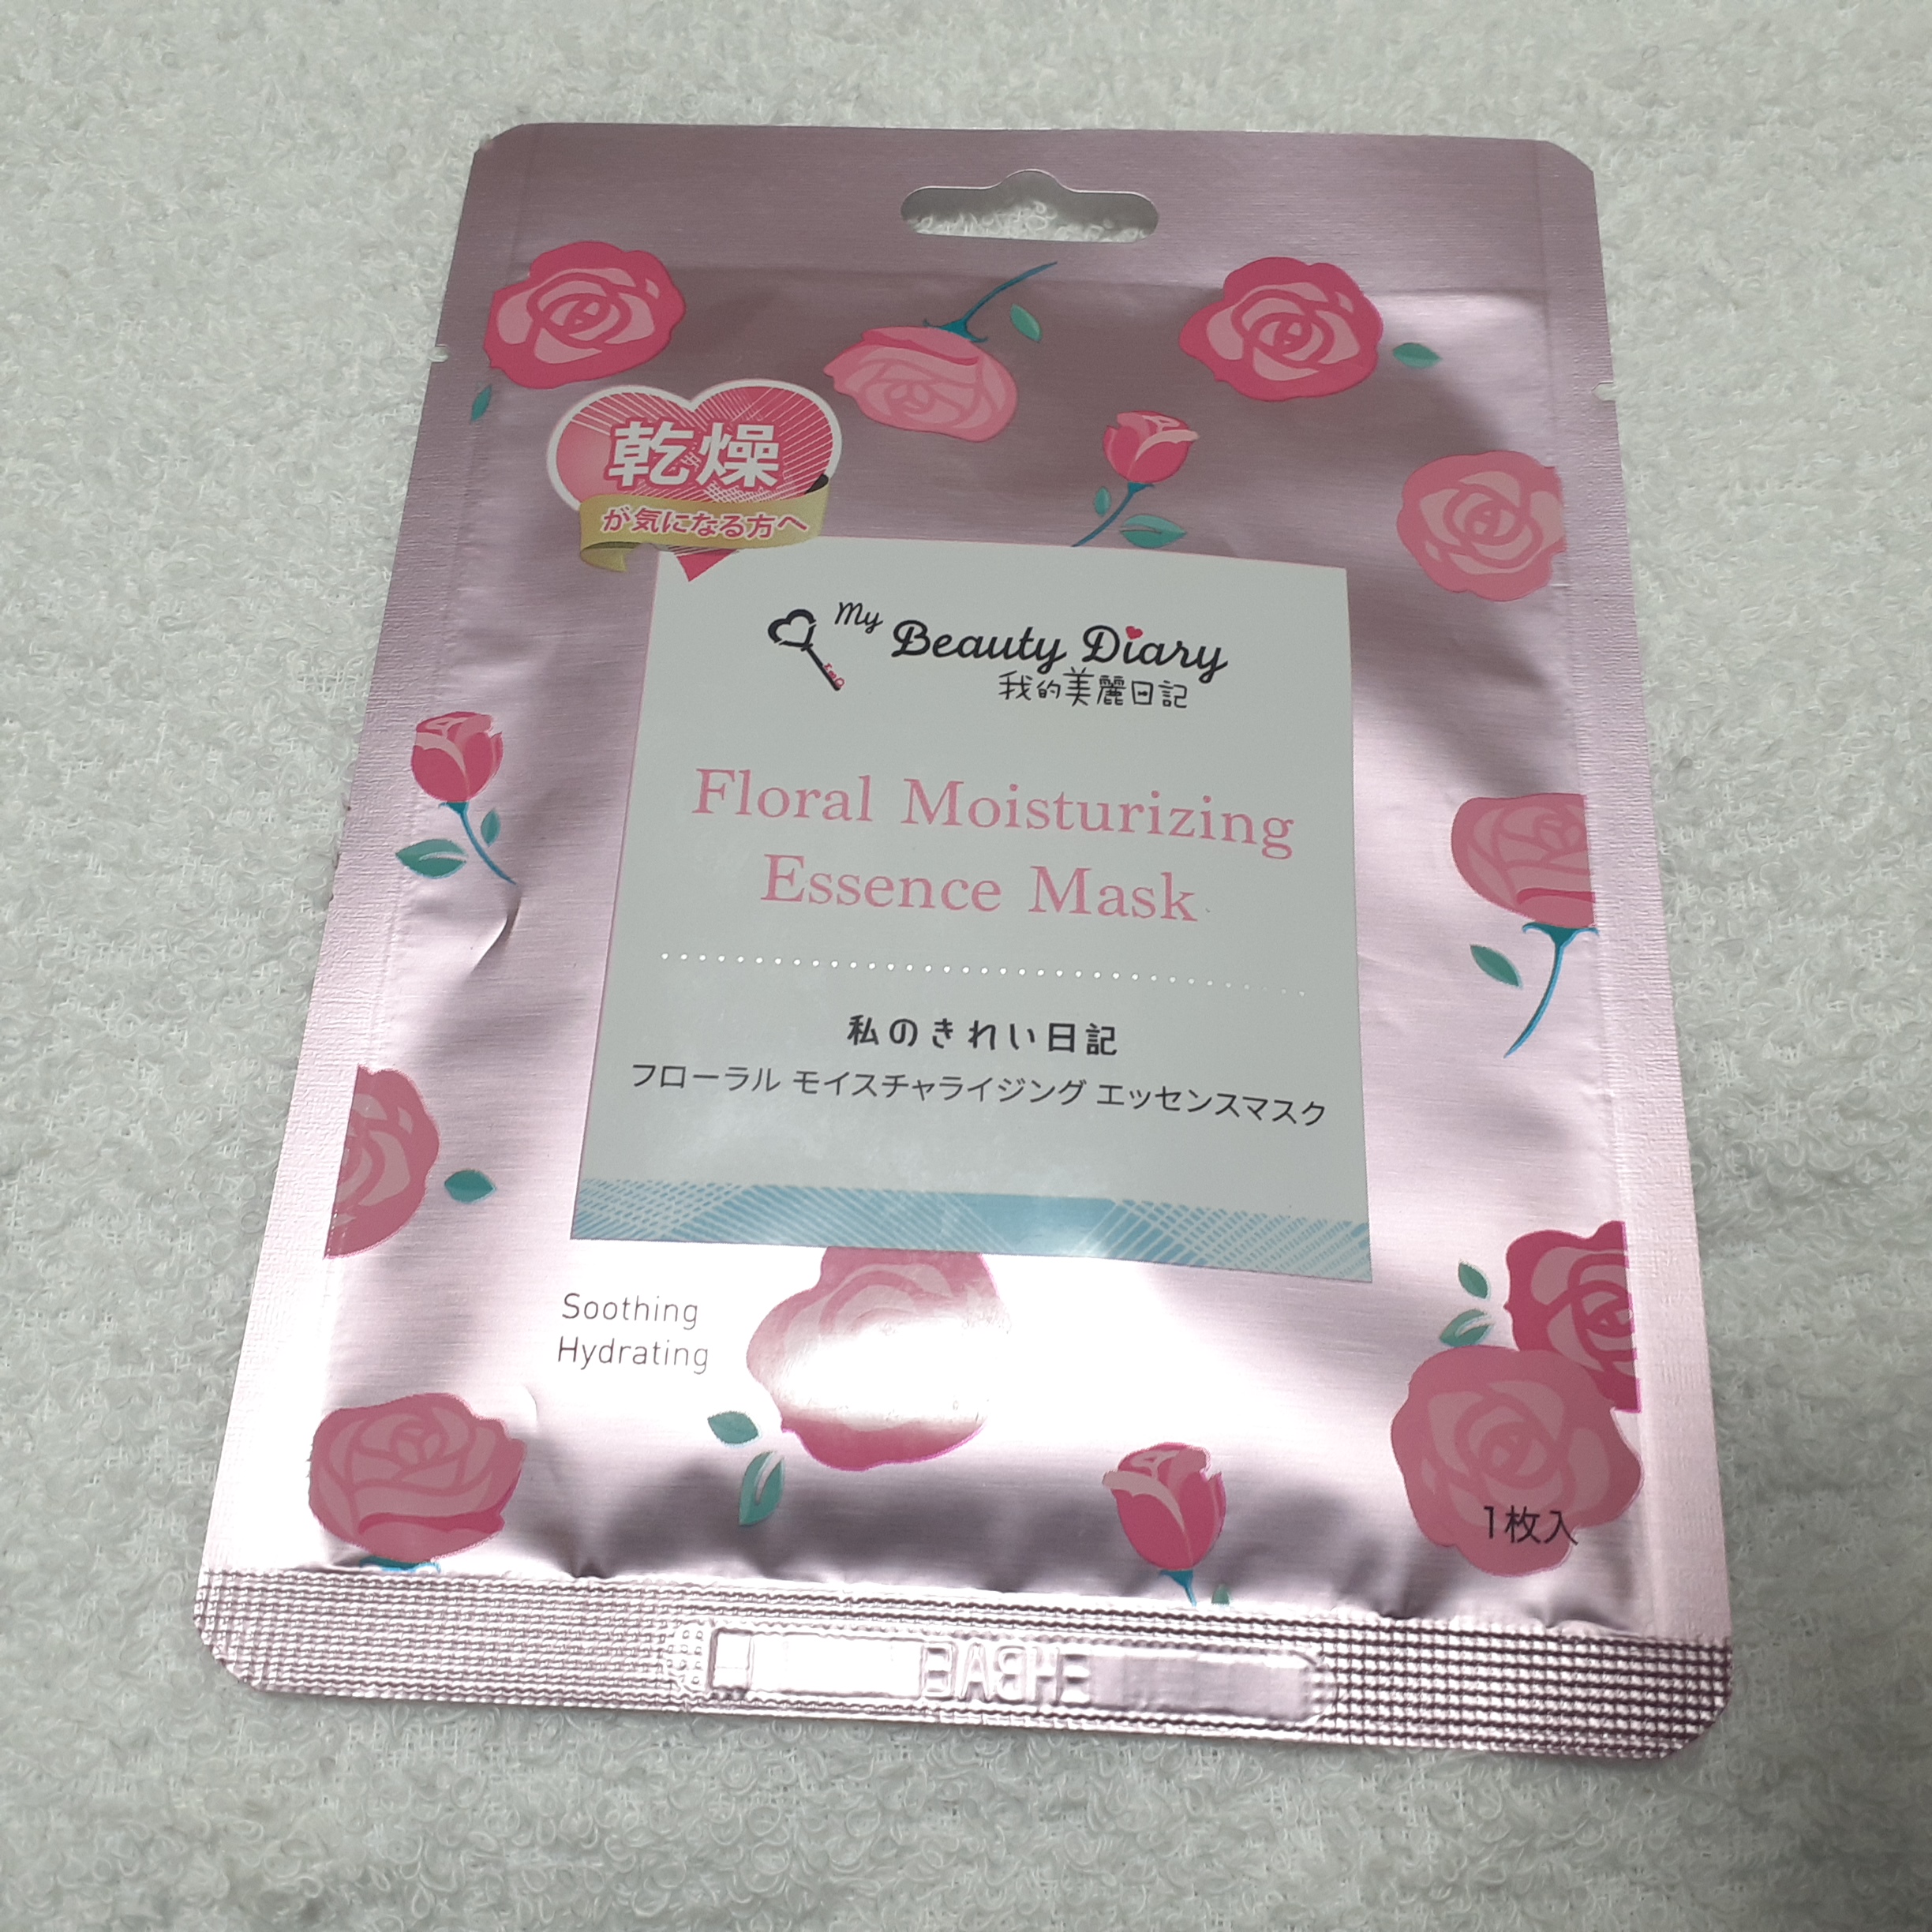 乾燥
が気になる方へ
My Beauty Diary
我的美麗日記
Floral Moisturizing
Essence Mask
私のきれい日記
フローラル モイスチャライジング エッセンスマスク
Soothing
Hydrating
1枚入